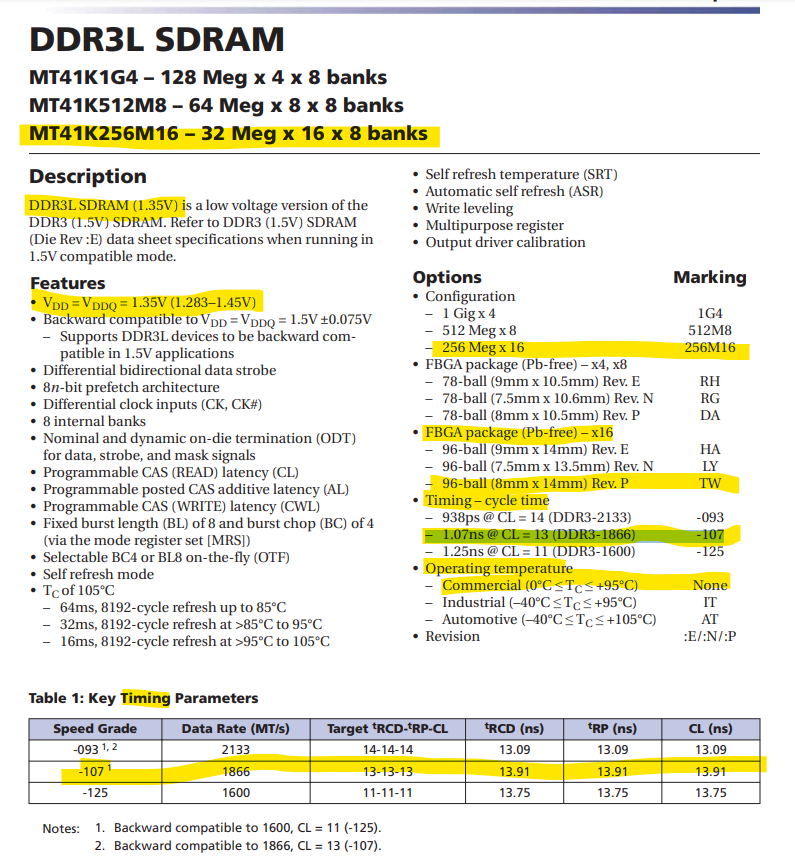 DDR3L SDRAM
MT41K1G4 – 128 Meg x 4 x 8 banks
MT41K512M8 – 64 Meg x 8 x 8 banks
MT41K256M16 – 32 Meg x 16 x 8 banks
Description
DDR3L SDRAM (1.35V) is a low voltage version of the
DDR3 (1.5V) SDRAM. Refer to DDR3 (1.5V) SDRAM
(Die Rev :E) data sheet specifications when running in
1.5V compatible mode.
Features
• VDD = VDDQ = 1.35V (1.283–1.45V)
• Backward compatible to VDD = VDDQ = 1.5V ±0.075V
– Supports DDR3L devices to be backward com-
patible in 1.5V applications
• Differential bidirectional data strobe
• 8n-bit prefetch architecture
• Differential clock inputs (CK, CK#)
• 8 internal banks
• Nominal and dynamic on-die termination (ODT)
for data, strobe, and mask signals
• Programmable CAS (READ) latency (CL)
• Programmable posted CAS additive latency (AL)
• Programmable CAS (WRITE) latency (CWL)
• Fixed burst length (BL) of 8 and burst chop (BC) of 4
(via the mode register set [MRS])
• Selectable BC4 or BL8 on-the-fly (OTF)
• Self refresh mode
• TC of 105°C
– 64ms, 8192-cycle refresh up to 85°C
– 32ms, 8192-cycle refresh at >85°C to 95°C
– 16ms, 8192-cycle refresh at >95°C to 105°C
• Self refresh temperature (SRT)
• Automatic self refresh (ASR)
• Write leveling
• Multipurpose register
• Output driver calibration
Options Marking
• Configuration
– 1 Gig x 4 1G4
– 512 Meg x 8 512M8
– 256 Meg x 16 256M16
• FBGA package (Pb-free) – x4, x8
– 78-ball (9mm x 10.5mm) Rev. E RH
– 78-ball (7.5mm x 10.6mm) Rev. N RG
– 78-ball (8mm x 10.5mm) Rev. P DA
• FBGA package (Pb-free) – x16
– 96-ball (9mm x 14mm) Rev. E HA
– 96-ball (7.5mm x 13.5mm) Rev. N LY
– 96-ball (8mm x 14mm) Rev. P TW
• Timing – cycle time
– 938ps @ CL = 14 (DDR3-2133) -093
– 1.07ns @ CL = 13 (DDR3-1866) -107
– 1.25ns @ CL = 11 (DDR3-1600) -125
• Operating temperature
– Commercial (0°C ≤ TC ≤ +95°C) None
– Industrial (–40°C ≤ TC ≤ +95°C) IT
– Automotive (–40°C ≤ TC ≤ +105°C) AT
• Revision :E/:N/:P
Table 1: Key Timing Parameters
Speed Grade Data Rate (MT/s) Target tRCD-tRP-CL tRCD (ns) tRP (ns) CL (ns)
-093 1, 2 2133 14-14-14 13.09 13.09 13.09
-107 1 1866 13-13-13 13.91 13.91 13.91
-125 1600 11-11-11 13.75 13.75 13.75
Notes: 1. Backward compatible to 1600, CL = 11 (-125).
2. Backward compatible to 1866, CL = 13 (-107).